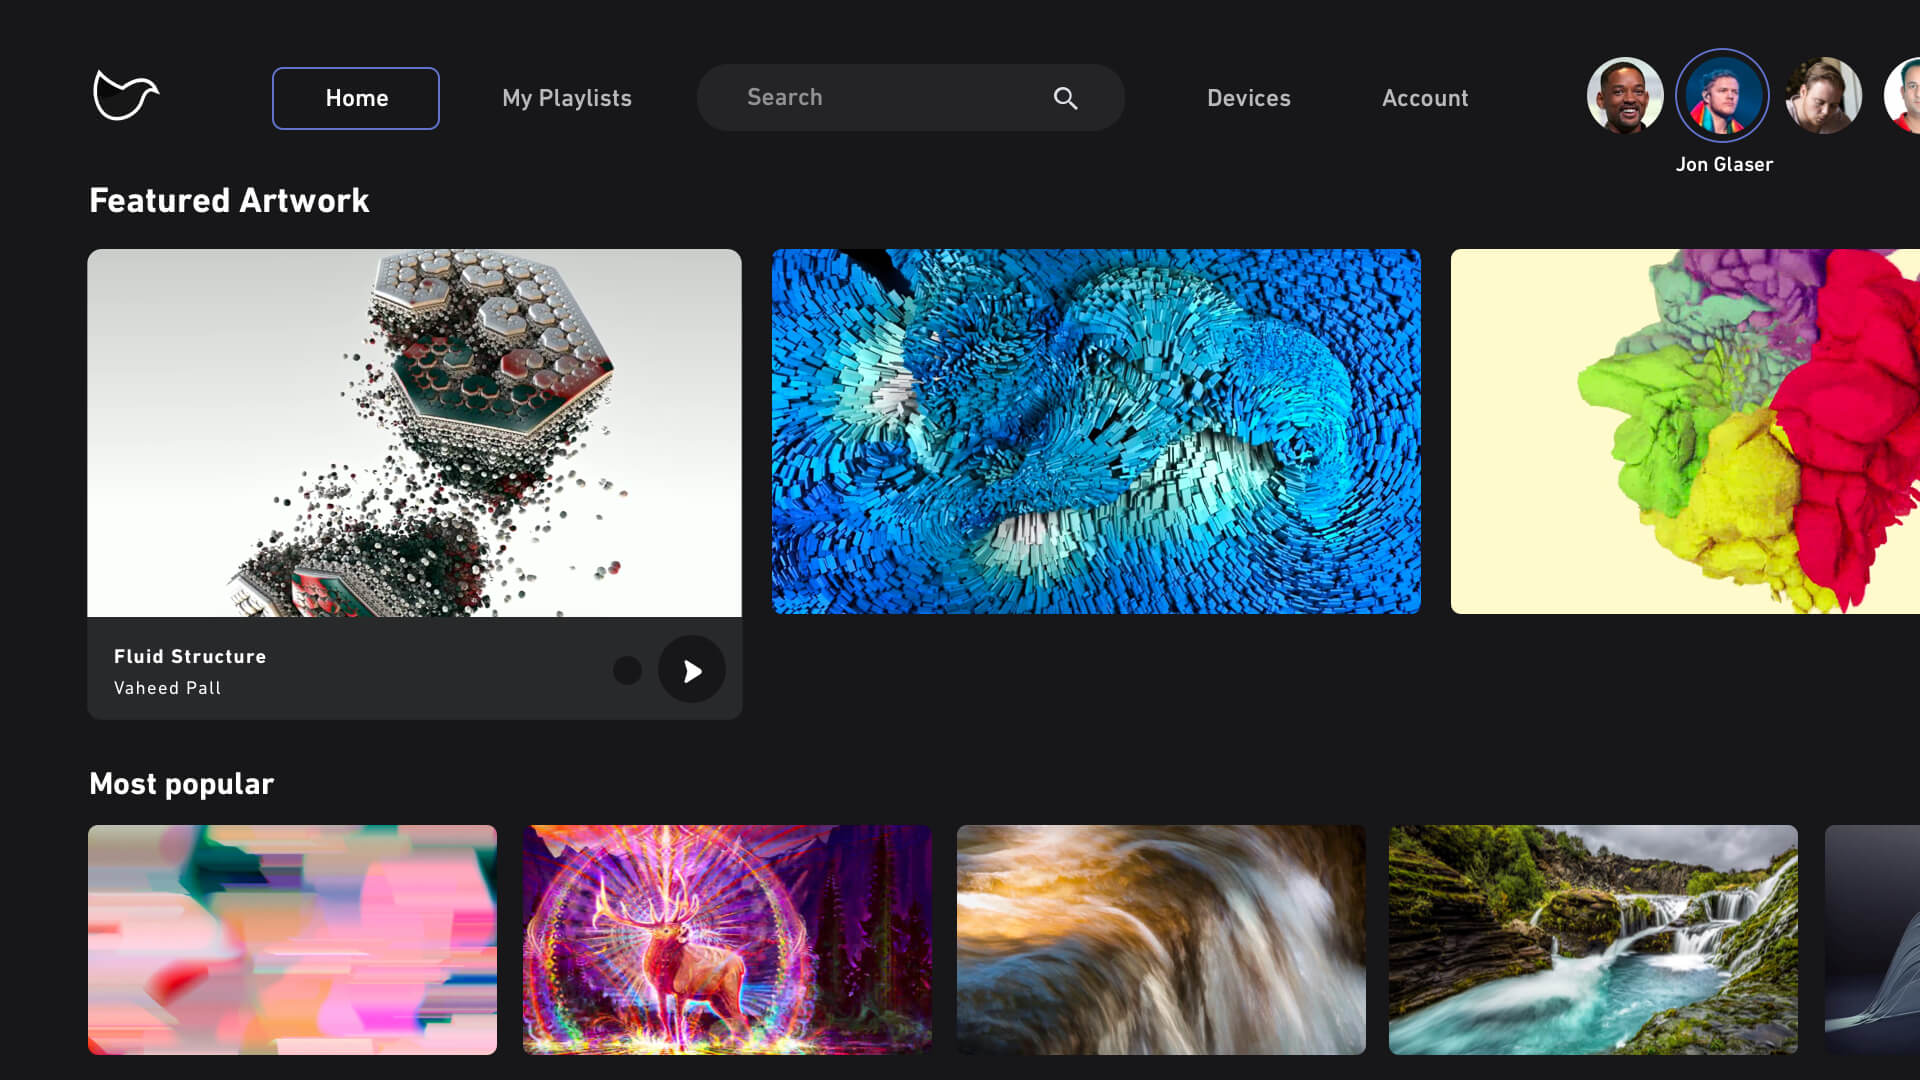 Home
My Playlists
Search
Devices
Account
Jon Glaser
Featured Artwork
Fluid Structure
Vaheed Pall
Most popular